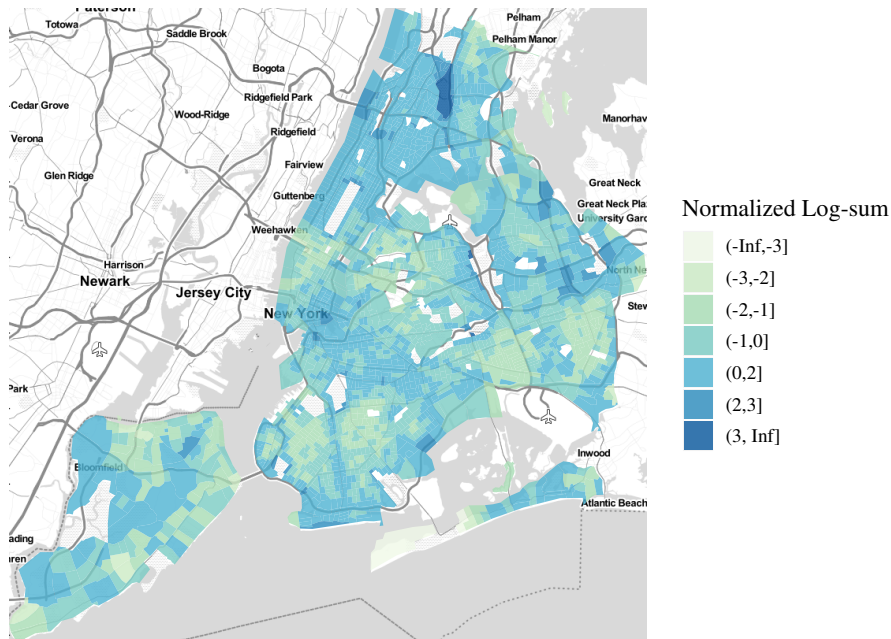 Paterson
Pelham
Totowa
Saddle Brook
Pelham Manor
Bogota
Cedar Grove
Ridgefield Park
Wood-Ridge
Manorhav
Verona
Ridgefield
Fairview
Glen Ridge
Great Neck
Guttenberg
Great Neck Pla
University Gard
Weehawken
Harrison
North Ne
Newark
Jersey City
Stew
New York
Park
Bloomfield
Inwood
Atlantic Beach
ading
ren
Normalized Log-sum
(-Inf,-3]
(-3,-2]
(-2,-1]
(-1,0]
(0,2]
(2,3]
(3, Inf]